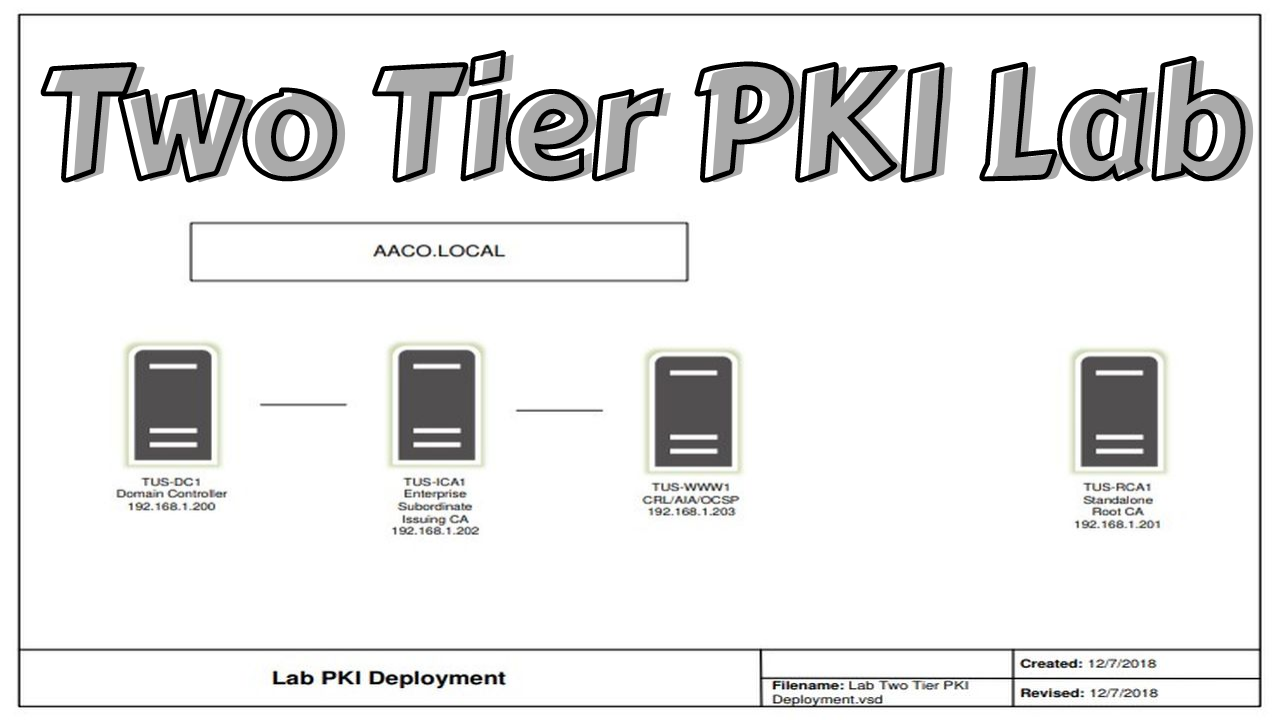 Two Tier PKI Lab
AACO.LOCAL
TUS-DC1
Domain Controller
192.168.1.200
TUS-ICA1
Enterprise
Subordinate
Issuing CA
192.168.1.202
TUS-WWW1
CRL/AIA/OCSP
192.168.1.203
TUS-RCA1
Standalone
Root CA
192.168.1.201
Lab PKI Deployment
Filename: Lab Two Tier PKI
Deployment.vsd
Created: 12/7/2018
Revised: 12/7/2018